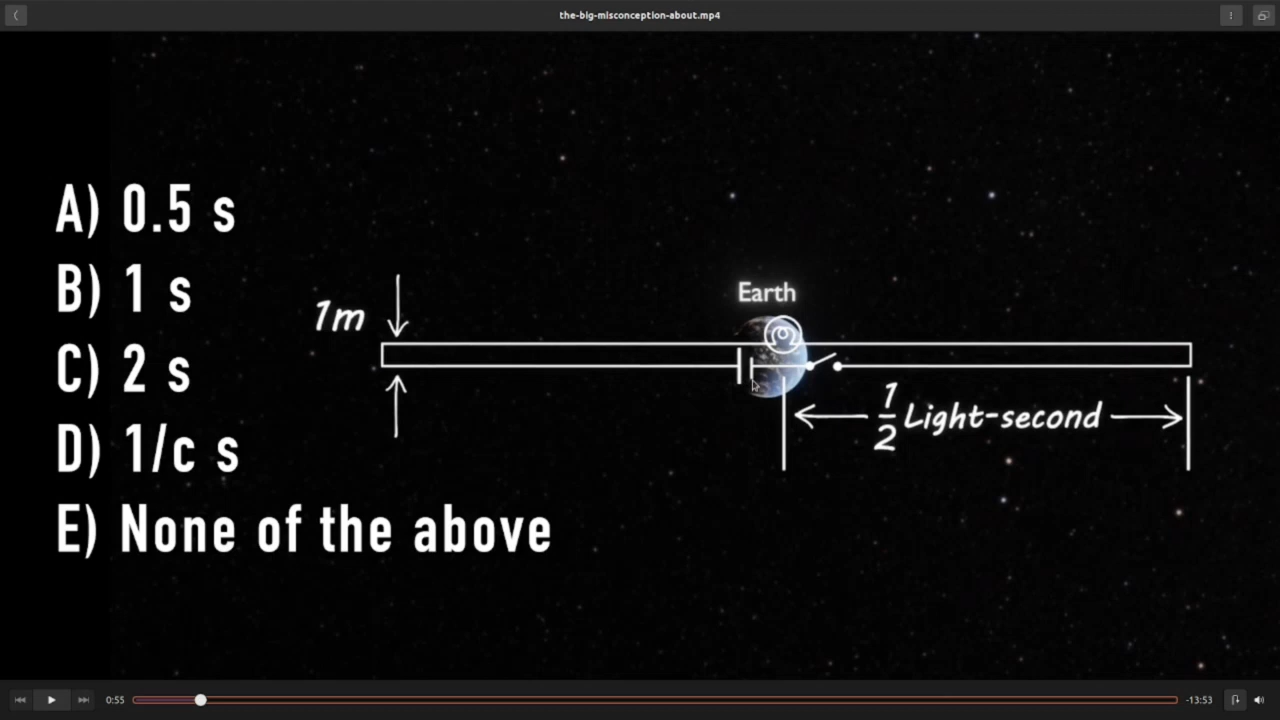 the-big-misconception-about.mp4
A) 0.5 s
B) 1 s
C) 2 s
D) 1/c s
E) None of the above
1m
Earth
1/2 Light-second
0:55
-13:53